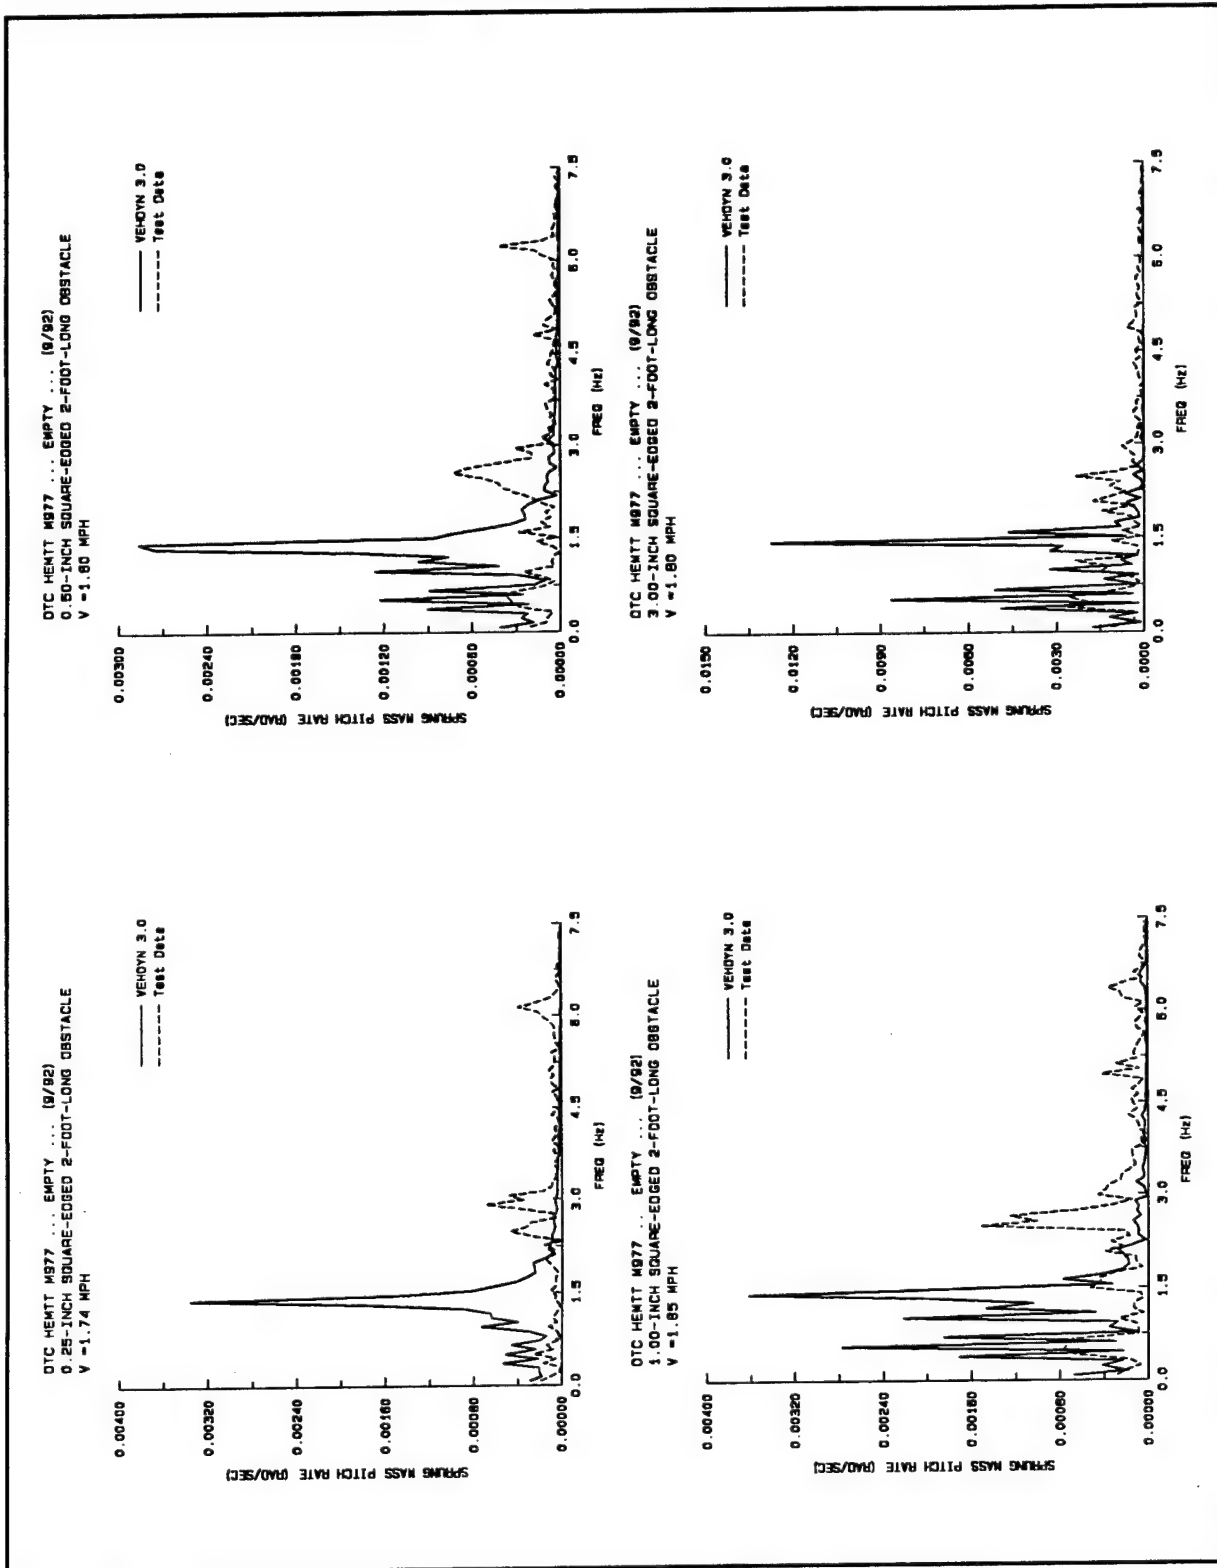 DTC HEMTT M977 ... EMPTY ... (9/92)
0.25-INCH SQUARE-EDGED 2-FOOT-LONG OBSTACLE
V =1.74 MPH
VEHDYN 3.0
Test Data
SPRUNG MASS PITCH RATE (RAD/SEC)
0.00400
0.00320
0.00240
0.00160
0.00080
0.00000
0.0
1.5
3.0
4.5
6.0
7.5
FREQ (Hz)
DTC HEMTT M977 ... EMPTY ... (9/92)
0.50-INCH SQUARE-EDGED 2-FOOT-LONG OBSTACLE
V =1.80 MPH
VEHDYN 3.0
Test Data
SPRUNG MASS PITCH RATE (RAD/SEC)
0.00300
0.00240
0.00180
0.00120
0.00060
0.00000
0.0
1.5
3.0
4.5
6.0
7.5
FREQ (Hz)
DTC HEMTT M977 .. EMPTY ... (9/92)
1.00-INCH SQUARE-EDGED 2-FOOT-LONG OBSTACLE
V =1.85 MPH
VEHDYN 3.0
Test Data
SPRUNG MASS PITCH RATE (RAD/SEC)
0.00400
0.00320
0.00240
0.00160
0.00080
0.00000
0.0
1.5
3.0
4.5
6.0
7.5
FREQ (Hz)
DTC HEMTT M977 ... EMPTY ... (9/92)
3.00-INCH SQUARE-EDGED 2-FOOT-LONG OBSTACLE
V =1.80 MPH
VEHDYN 3.0
Test Data
SPRUNG MASS PITCH RATE (RAD/SEC)
0.0150
0.0120
0.0090
0.0060
0.0030
0.0000
0.0
1.5
3.0
4.5
6.0
7.5
FREQ (Hz)